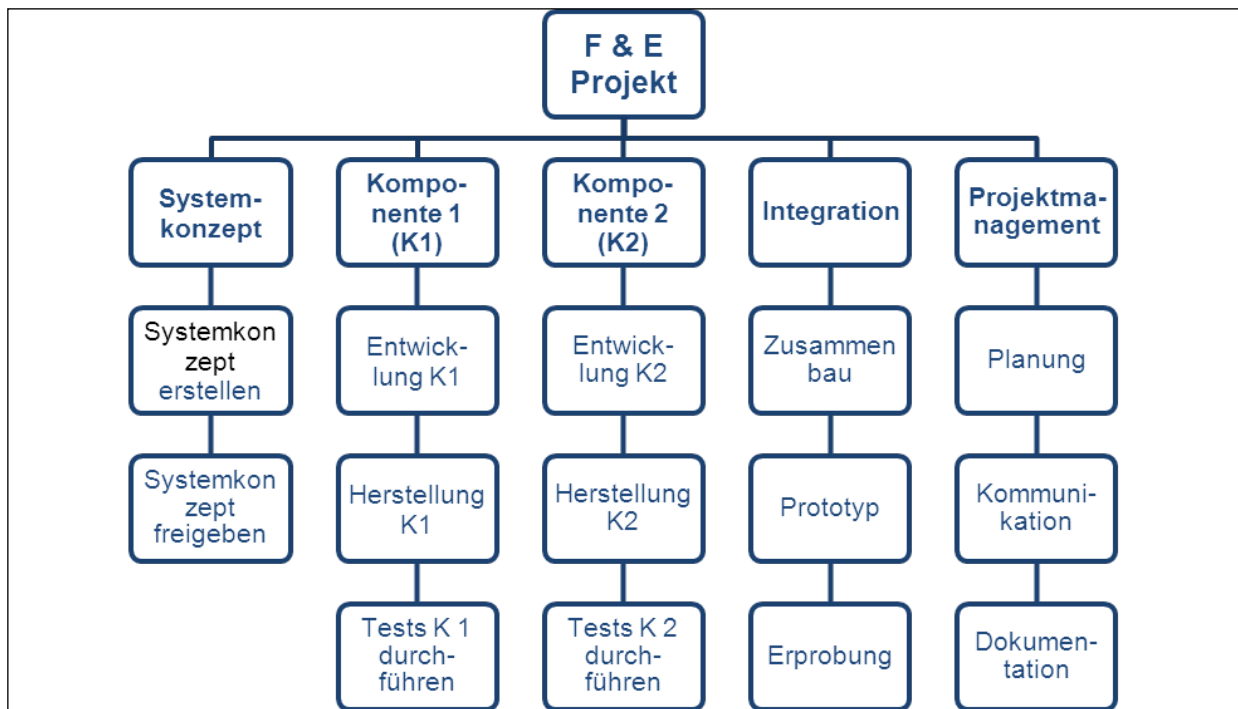 F & E
Projekt
System-
konzept
Kompo-
nente 1
(K1)
Kompo-
nente 2
(K2)
Integration
Projektma-
nagement
Systemkon
zept
erstellen
Entwick-
lung K1
Entwick-
lung K2
Zusammen
bau
Planung
Systemkon
zept
freigeben
Herstellung
K1
Herstellung
K2
Prototyp
Kommuni-
kation
Tests K 1
durch-
führen
Tests K 2
durch-
führen
Erprobung
Dokumen-
tation